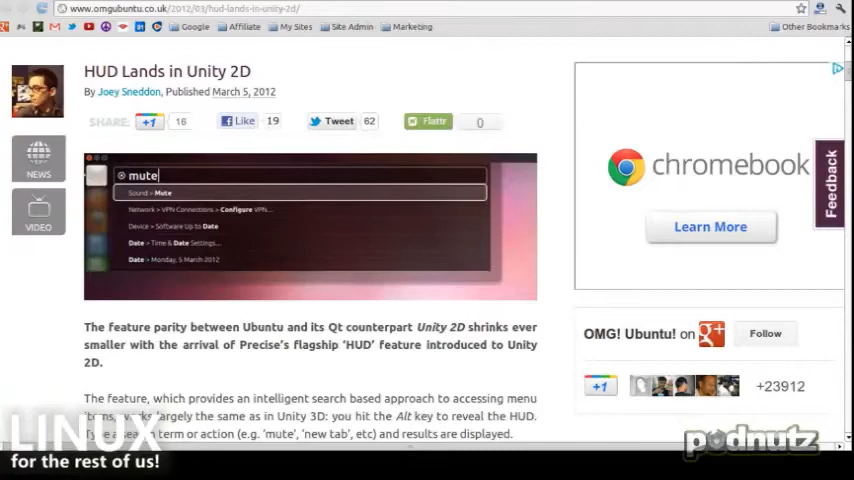 www.omgubuntu.co.uk/2012/03/hud-lands-in-unity-2d/
Google Affiliate My Sites Site Admin Marketing Other Bookmarks
HUD Lands in Unity 2D
By Joey Sneddon, Published March 5, 2012
SHARE: +1 16 Like 19 Tweet 62 Flattr 0
NEWS
VIDEO
mute
Sound > Mute
Network > VPN Connections > Configure VPN...
Device > Software Up to Date
Date > Time & Date Settings...
Date > Monday, 5 March 2012
The feature parity between Ubuntu and its Qt counterpart Unity 2D shrinks ever
smaller with the arrival of Precise's flagship 'HUD' feature introduced to Unity
2D.
The feature, which provides an intelligent search based approach to accessing menu
items, works largely the same as in Unity 3D: you hit the Alt key to reveal the HUD.
Type a search term or action (e.g. 'mute', 'new tab', etc) and results are displayed.
chromebook
Learn More
Feedback
OMG! Ubuntu! on g+ Follow
+1 +23912
LINUX
for the rest of us!
podnutz